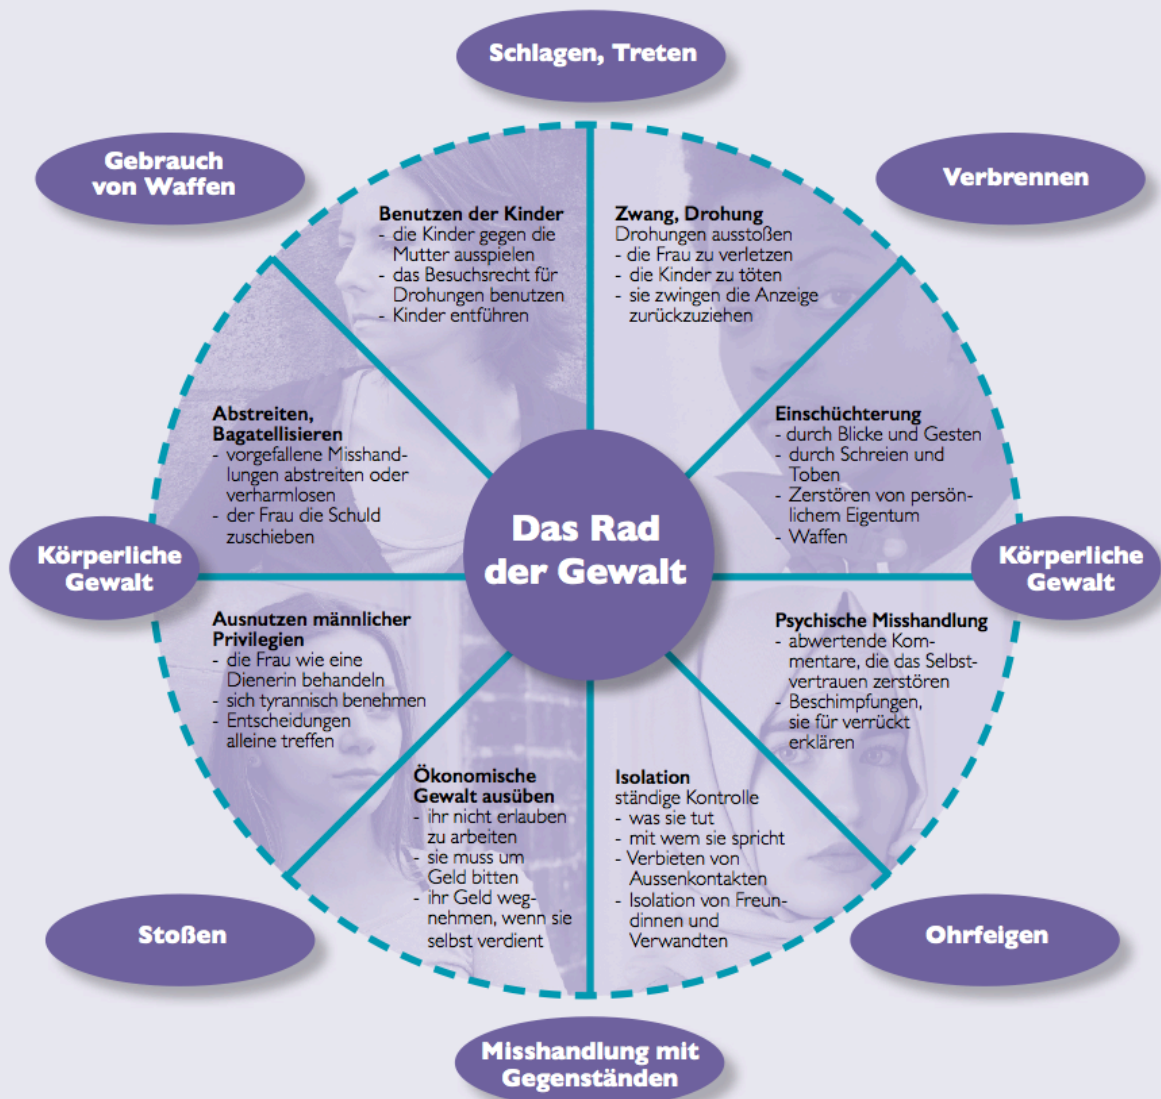 Schlagen, Treten
Gebrauch
von Waffen
Verbrennen
Benutzen der Kinder
- die Kinder gegen die
Mutter ausspielen
- das Besuchsrecht für
Drohungen benutzen
- Kinder entführen
Zwang, Drohung
Drohungen ausstoßen
- die Frau zu verletzen
- die Kinder zu töten
- sie zwingen die Anzeige
zurückzuziehen
Abstreiten,
Bagatellisieren
- vorgefallene Misshand-
lungen abstreiten oder
verharmlosen
- der Frau die Schuld
zuschieben
Einschüchterung
- durch Blicke und Gesten
- durch Schreien und
Toben
- Zerstören von persön-
lichem Eigentum
- Waffen
Körperliche
Gewalt
Das Rad
der Gewalt
Körperliche
Gewalt
Ausnutzen männlicher
Privilegien
- die Frau wie eine
Dienerin behandeln
- sich tyrannisch benehmen
- Entscheidungen
alleine treffen
Psychische Misshandlung
- abwertende Kom-
mentare, die das Selbst-
vertrauen zerstören
- Beschimpfungen,
sie für verrückt
erklären
Ökonomische
Gewalt ausüben
- ihr nicht erlauben
zu arbeiten
- sie muss um
Geld bitten
- ihr Geld weg-
nehmen, wenn sie
selbst verdient
Isolation
ständige Kontrolle
- was sie tut
- mit wem sie spricht
- Verbieten von
Aussenkontakten
- Isolation von Freun-
dinnen und
Verwandten
Stoßen
Ohrfeigen
Misshandlung mit
Gegenständen